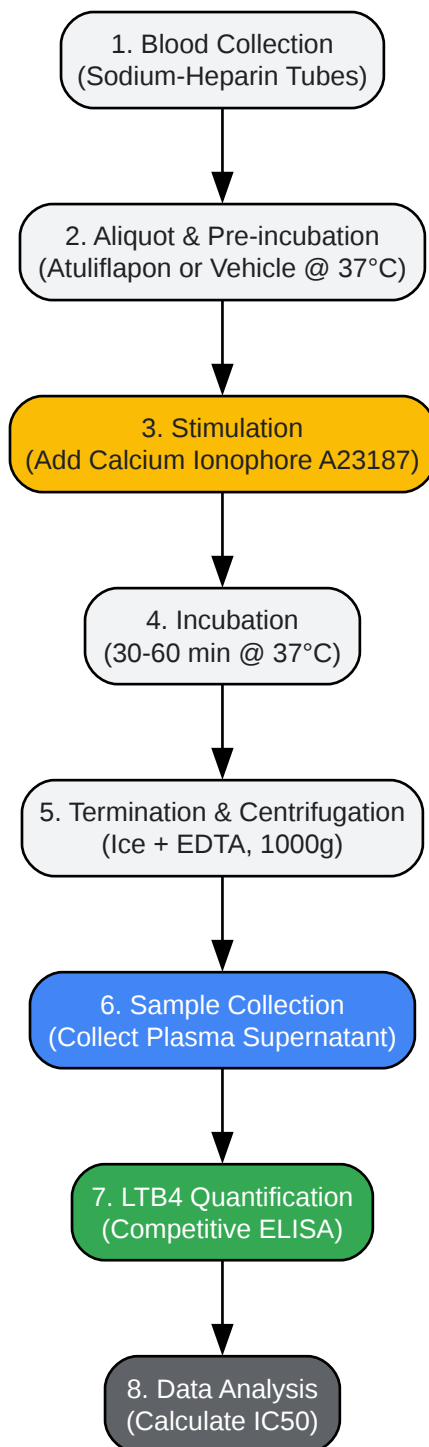 1. Blood Collection
(Sodium-Heparin Tubes)
2. Aliquot & Pre-incubation
(Atuliflapon or Vehicle @ 37°C)
3. Stimulation
(Add Calcium Ionophore A23187)
4. Incubation
(30-60 min @ 37°C)
5. Termination & Centrifugation
(Ice + EDTA, 1000g)
6. Sample Collection
(Collect Plasma Supernatant)
7. LTB4 Quantification
(Competitive ELISA)
8. Data Analysis
(Calculate IC50)